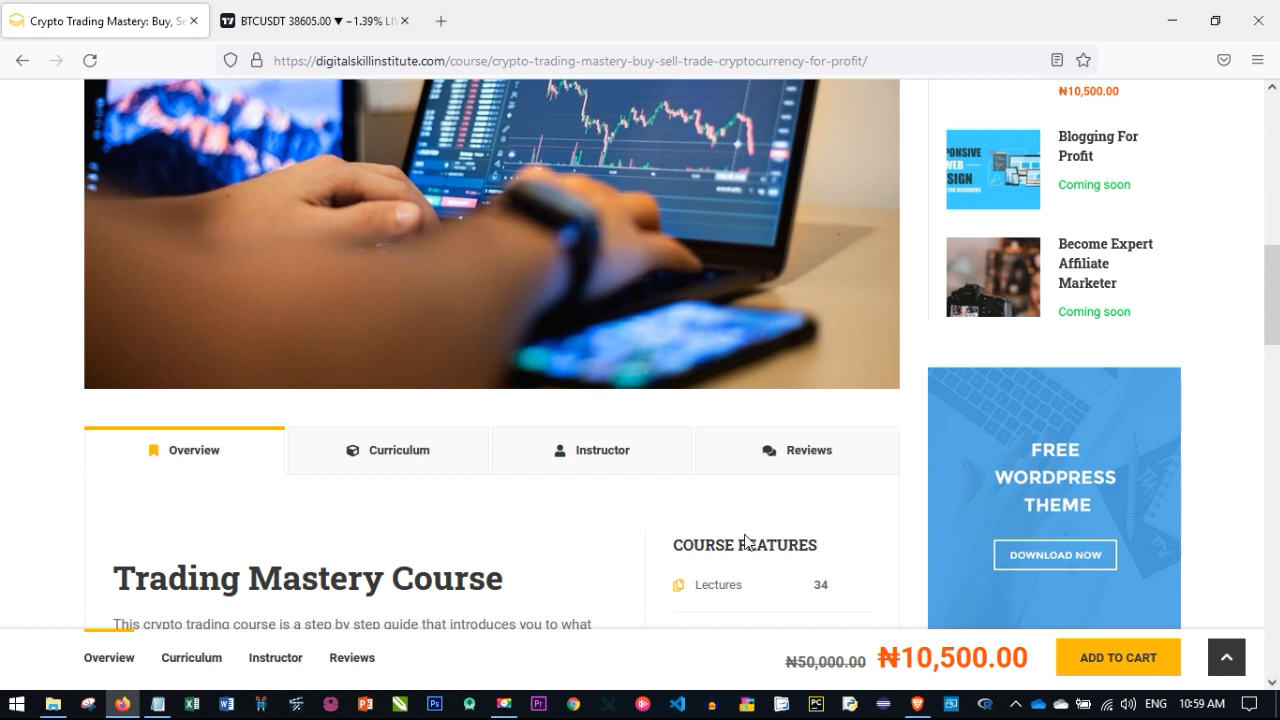 Crypto Trading Mastery: Buy, Se
BTCUSDT 38605.00 ▼ −1.39%
https://digitalskillinstitute.com/course/crypto-trading-mastery-buy-sell-trade-cryptocurrency-for-profit/
₦10,500.00
Blogging For
Profit
Coming soon
Become Expert
Affiliate
Marketer
Coming soon
FREE
WORDPRESS
THEME
DOWNLOAD NOW
Overview
Curriculum
Instructor
Reviews
Trading Mastery Course
This crypto trading course is a step by step guide that introduces you to what
COURSE FEATURES
Lectures 34
Overview Curriculum Instructor Reviews
₦50,000.00 ₦10,500.00 ADD TO CART
ENG 10:59 AM